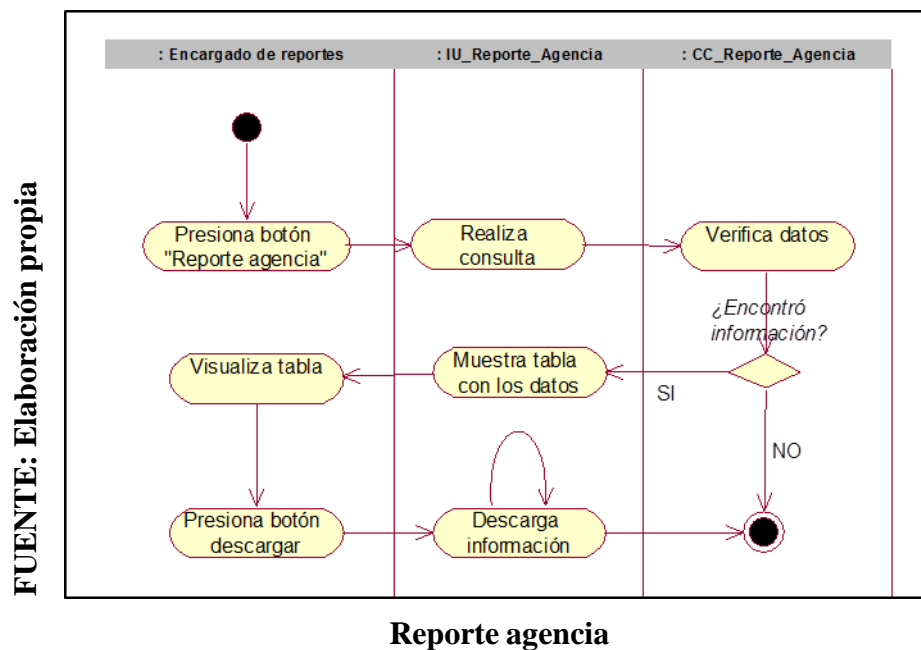 : Encargado de reportes
: IU_Reporte_Agencia
: CC_Reporte_Agencia
Presiona botón
"Reporte agencia"
Realiza
consulta
Verifica datos
¿Encontró
información?
Visualiza tabla
Muestra tabla
con los datos
SI
NO
Presiona botón
descargar
Descarga
información
FUENTE: Elaboración propia
Reporte agencia